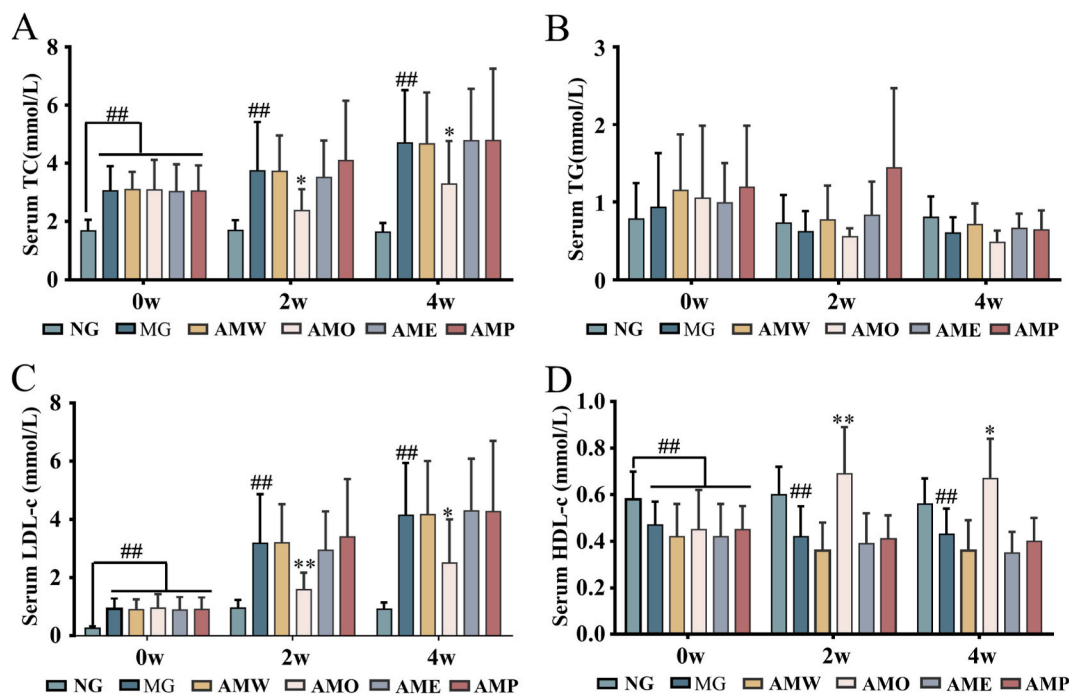 A
Serum TC(mmol/L)
8
6
4
2
0
##
##
*
##
*
0w 2w 4w
NG MG AMW AMO AME AMP
B
Serum TG(mmol/L)
3
2
1
0
0w 2w 4w
NG MG AMW AMO AME AMP
C
Serum LDL-c (mmol/L)
8
6
4
2
0
##
##
**
##
*
0w 2w 4w
NG MG AMW AMO AME AMP
D
Serum HDL-c (mmol/L)
1.0
0.8
0.6
0.4
0.2
0.0
##
##
**
##
*
0w 2w 4w
NG MG AMW AMO AME AMP